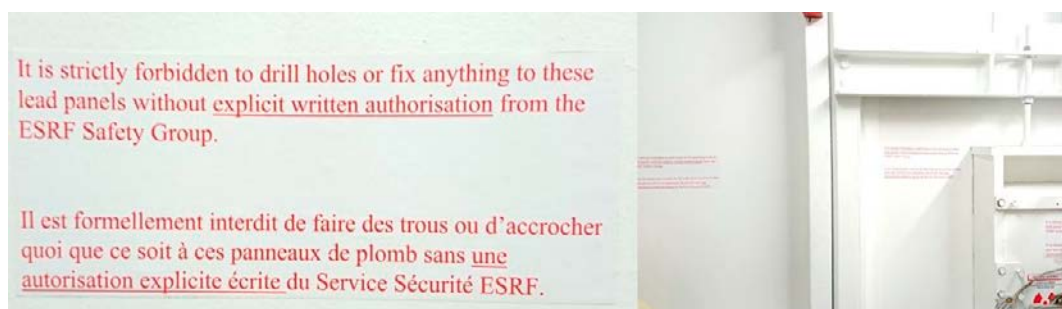 It is strictly forbidden to drill holes or fix anything to these
lead panels without explicit written authorisation from the
ESRF Safety Group.
Il est formellement interdit de faire des trous ou d'accrocher
quoi que ce soit à ces panneaux de plomb sans une
autorisation explicite écrite du Service Sécurité ESRF.